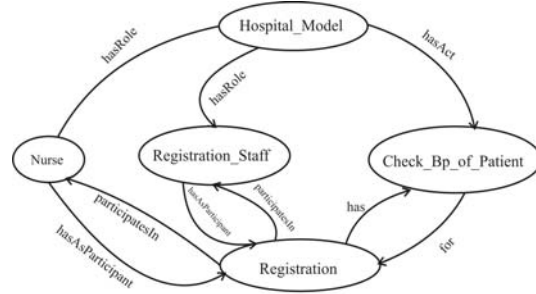 Hospital_Model
hasRole
hasAct
hasRole
Nurse
Registration_Staff
Check_Bp_of_Patient
participatesIn
hasAsParticipant
participatesIn
has
hasAsParticipant
for
Registration